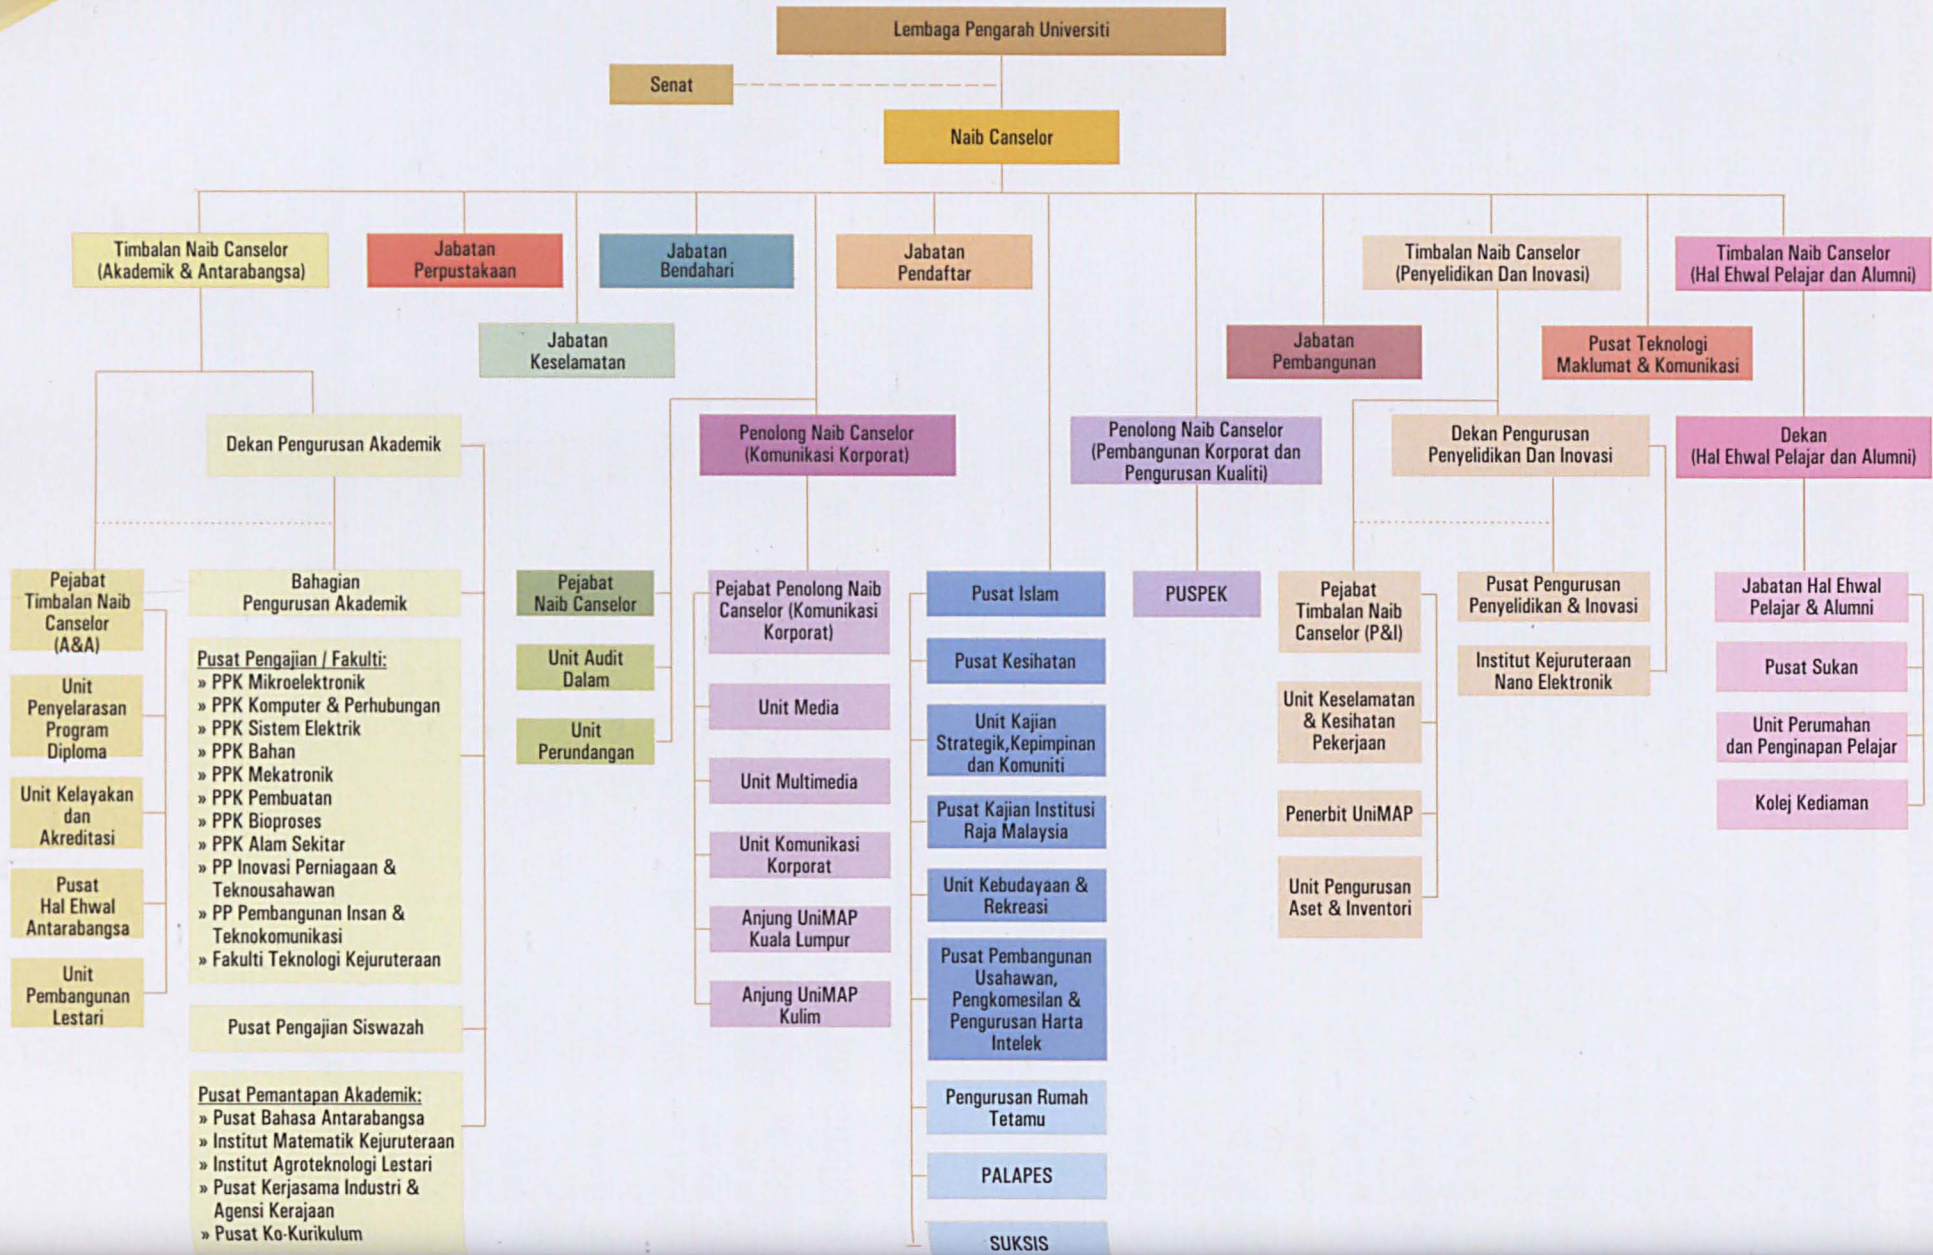 Lembaga Pengarah Universiti
Senat
Naib Canselor
Timbalan Naib Canselor
(Akademik & Antarabangsa)
Jabatan
Perpustakaan
Jabatan
Bendahari
Jabatan
Pendaftar
Timbalan Naib Canselor
(Penyelidikan Dan Inovasi)
Timbalan Naib Canselor
(Hal Ehwal Pelajar dan Alumni)
Jabatan
Keselamatan
Jabatan
Pembangunan
Pusat Teknologi
Maklumat & Komunikasi
Dekan Pengurusan Akademik
Penolong Naib Canselor
(Komunikasi Korporat)
Penolong Naib Canselor
(Pembangunan Korporat dan
Pengurusan Kualiti)
Dekan Pengurusan
Penyelidikan Dan Inovasi
Dekan
(Hal Ehwal Pelajar dan Alumni)
Pejabat
Timbalan Naib
Canselor
(A&A)
Unit
Penyelarasan
Program
Diploma
Unit Kelayakan
dan
Akreditasi
Pusat
Hal Ehwal
Antarabangsa
Unit
Pembangunan
Lestari
Bahagian
Pengurusan Akademik
Pusat Pengajian / Fakulti:
» PPK Mikroelektronik
» PPK Komputer & Perhubungan
» PPK Sistem Elektrik
» PPK Bahan
» PPK Mekatronik
» PPK Pembuatan
» PPK Bioproses
» PPK Alam Sekitar
» PP Inovasi Perniagaan &
Teknousahawan
» PP Pembangunan Insan &
Teknokomunikasi
» Fakulti Teknologi Kejuruteraan
Pusat Pengajian Siswazah
Pusat Pemantapan Akademik:
» Pusat Bahasa Antarabangsa
» Institut Matematik Kejuruteraan
» Institut Agroteknologi Lestari
» Pusat Kerjasama Industri &
Agensi Kerajaan
» Pusat Ko-Kurikulum
Pejabat
Naib Canselor
Unit Audit
Dalam
Unit
Perundangan
Pejabat Penolong Naib
Canselor (Komunikasi
Korporat)
Unit Media
Unit Multimedia
Unit Komunikasi
Korporat
Anjung UniMAP
Kuala Lumpur
Anjung UniMAP
Kulim
Pusat Islam
Pusat Kesihatan
Unit Kajian
Strategik,Kepimpinan
dan Komuniti
Pusat Kajian Institusi
Raja Malaysia
Unit Kebudayaan &
Rekreasi
Pusat Pembangunan
Usahawan,
Pengkomesilan &
Pengurusan Harta
Intelek
Pengurusan Rumah
Tetamu
PALAPES
SUKSIS
PUSPEK
Pejabat
Timbalan Naib
Canselor (P&I)
Unit Keselamatan
& Kesihatan
Pekerjaan
Penerbit UniMAP
Unit Pengurusan
Aset & Inventori
Pusat Pengurusan
Penyelidikan & Inovasi
Institut Kejuruteraan
Nano Elektronik
Jabatan Hal Ehwal
Pelajar & Alumni
Pusat Sukan
Unit Perumahan
dan Penginapan Pelajar
Kolej Kediaman